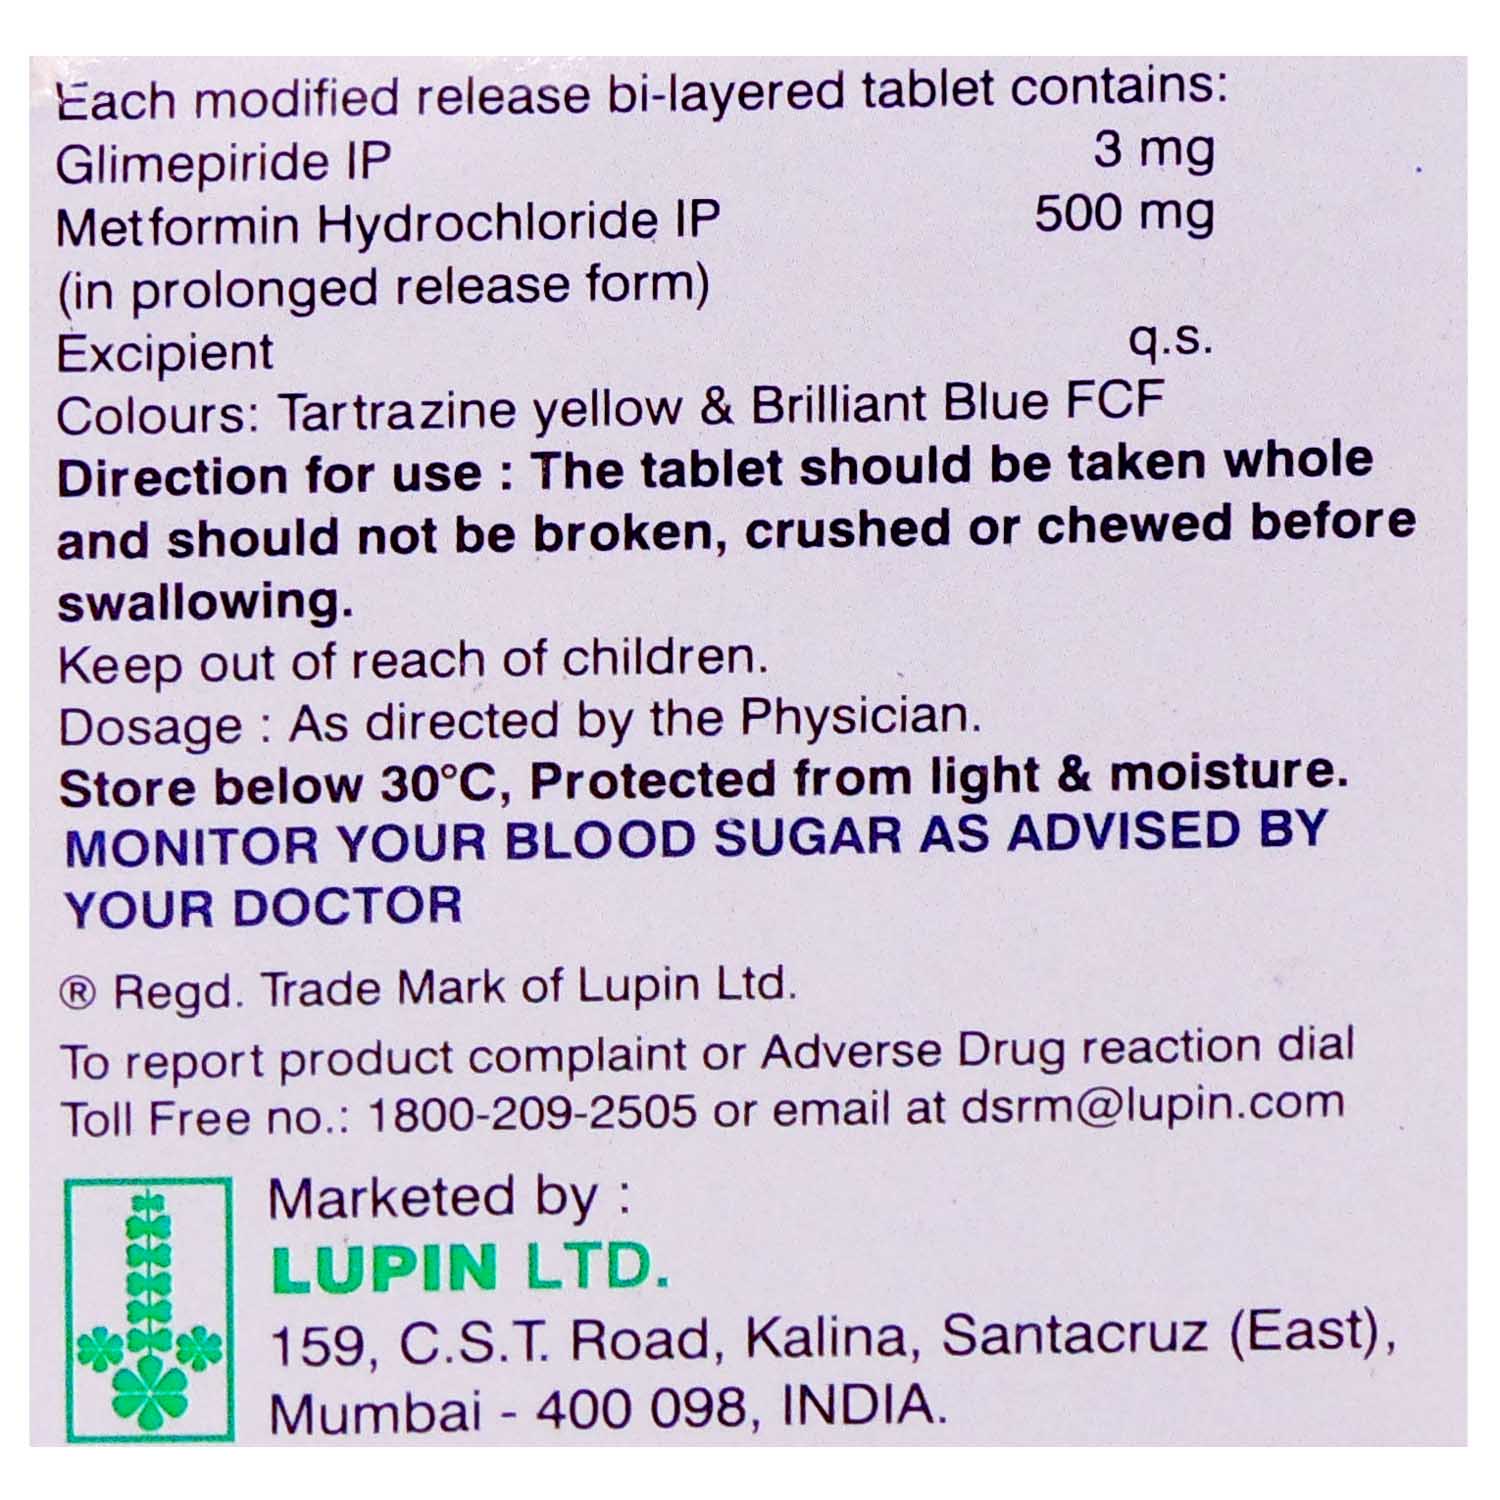 Each modified release bi-layered tablet contains:
Glimepiride IP 3 mg
Metformin Hydrochloride IP 500 mg
(in prolonged release form)
Excipient q.s.
Colours: Tartrazine yellow & Brilliant Blue FCF
Direction for use : The tablet should be taken whole
and should not be broken, crushed or chewed before
swallowing.
Keep out of reach of children.
Dosage : As directed by the Physician.
Store below 30°C, Protected from light & moisture.
MONITOR YOUR BLOOD SUGAR AS ADVISED BY
YOUR DOCTOR
® Regd. Trade Mark of Lupin Ltd.
To report product complaint or Adverse Drug reaction dial
Toll Free no.: 1800-209-2505 or email at dsrm@lupin.com
Marketed by :
LUPIN LTD.
159, C.S.T. Road, Kalina, Santacruz (East),
Mumbai - 400 098, INDIA.